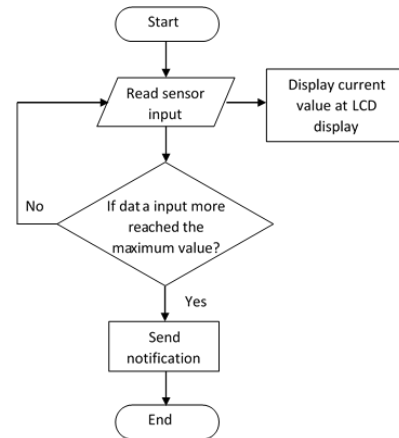 Start
Read sensor
input
Display current
value at LCD
display
No
If data input more
reached the
maximum value?
Yes
Send
notification
End